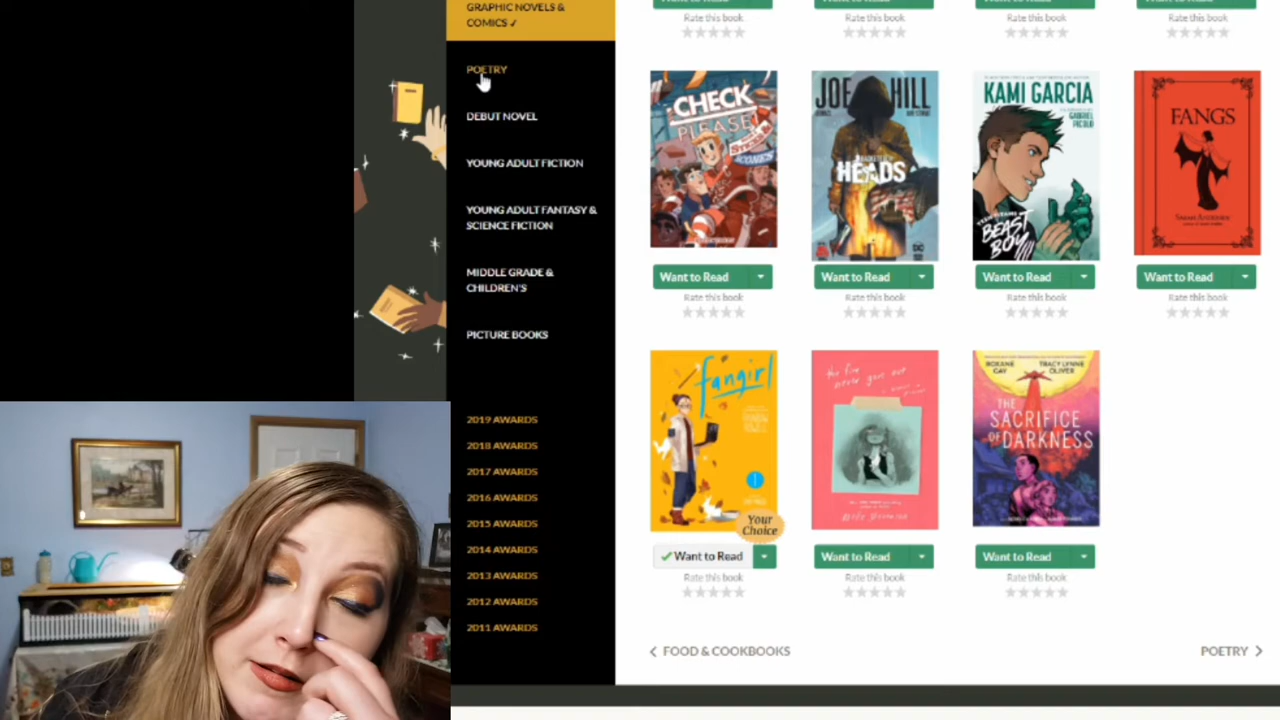 GRAPHIC NOVELS &
COMICS ✓
POETRY
DEBUT NOVEL
YOUNG ADULT FICTION
YOUNG ADULT FANTASY &
SCIENCE FICTION
MIDDLE GRADE &
CHILDREN'S
PICTURE BOOKS
2019 AWARDS
2018 AWARDS
2017 AWARDS
2016 AWARDS
2015 AWARDS
2014 AWARDS
2013 AWARDS
2012 AWARDS
2011 AWARDS
Rate this book
Rate this book
Rate this book
Rate this book
CHECK
PLEASE
JOE HILL
HEADS
KAMI GARCIA
BEAST
BOY
FANGS
Want to Read
Want to Read
Want to Read
Want to Read
Rate this book
Rate this book
Rate this book
Rate this book
fangirl
Your
Choice
the fire
never goes out
ROXANE
GAY
TRACY LYNNE
OLIVER
THE
SACRIFICE
OF DARKNESS
Want to Read
Want to Read
Want to Read
Rate this book
Rate this book
Rate this book
FOOD & COOKBOOKS
POETRY